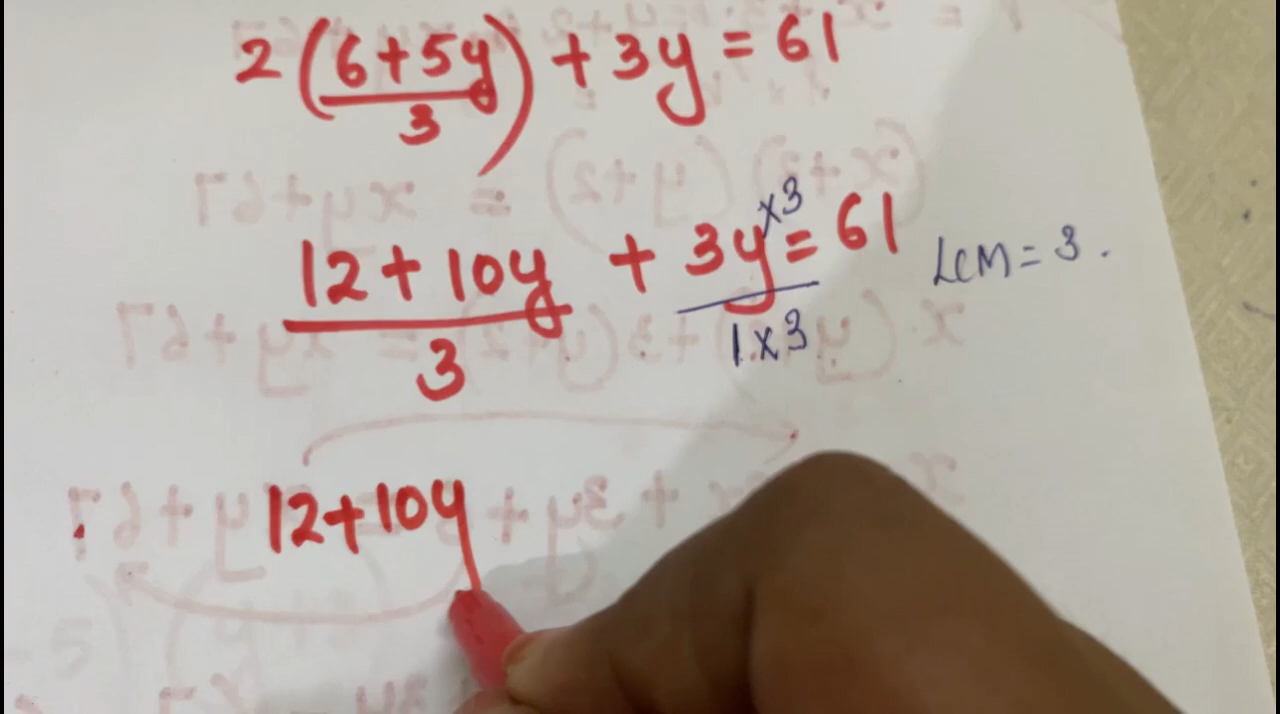 2(6+5y/3) + 3y = 61
12+10y/3 + 3y×3/1×3 = 61 LCM = 3.
12+10y